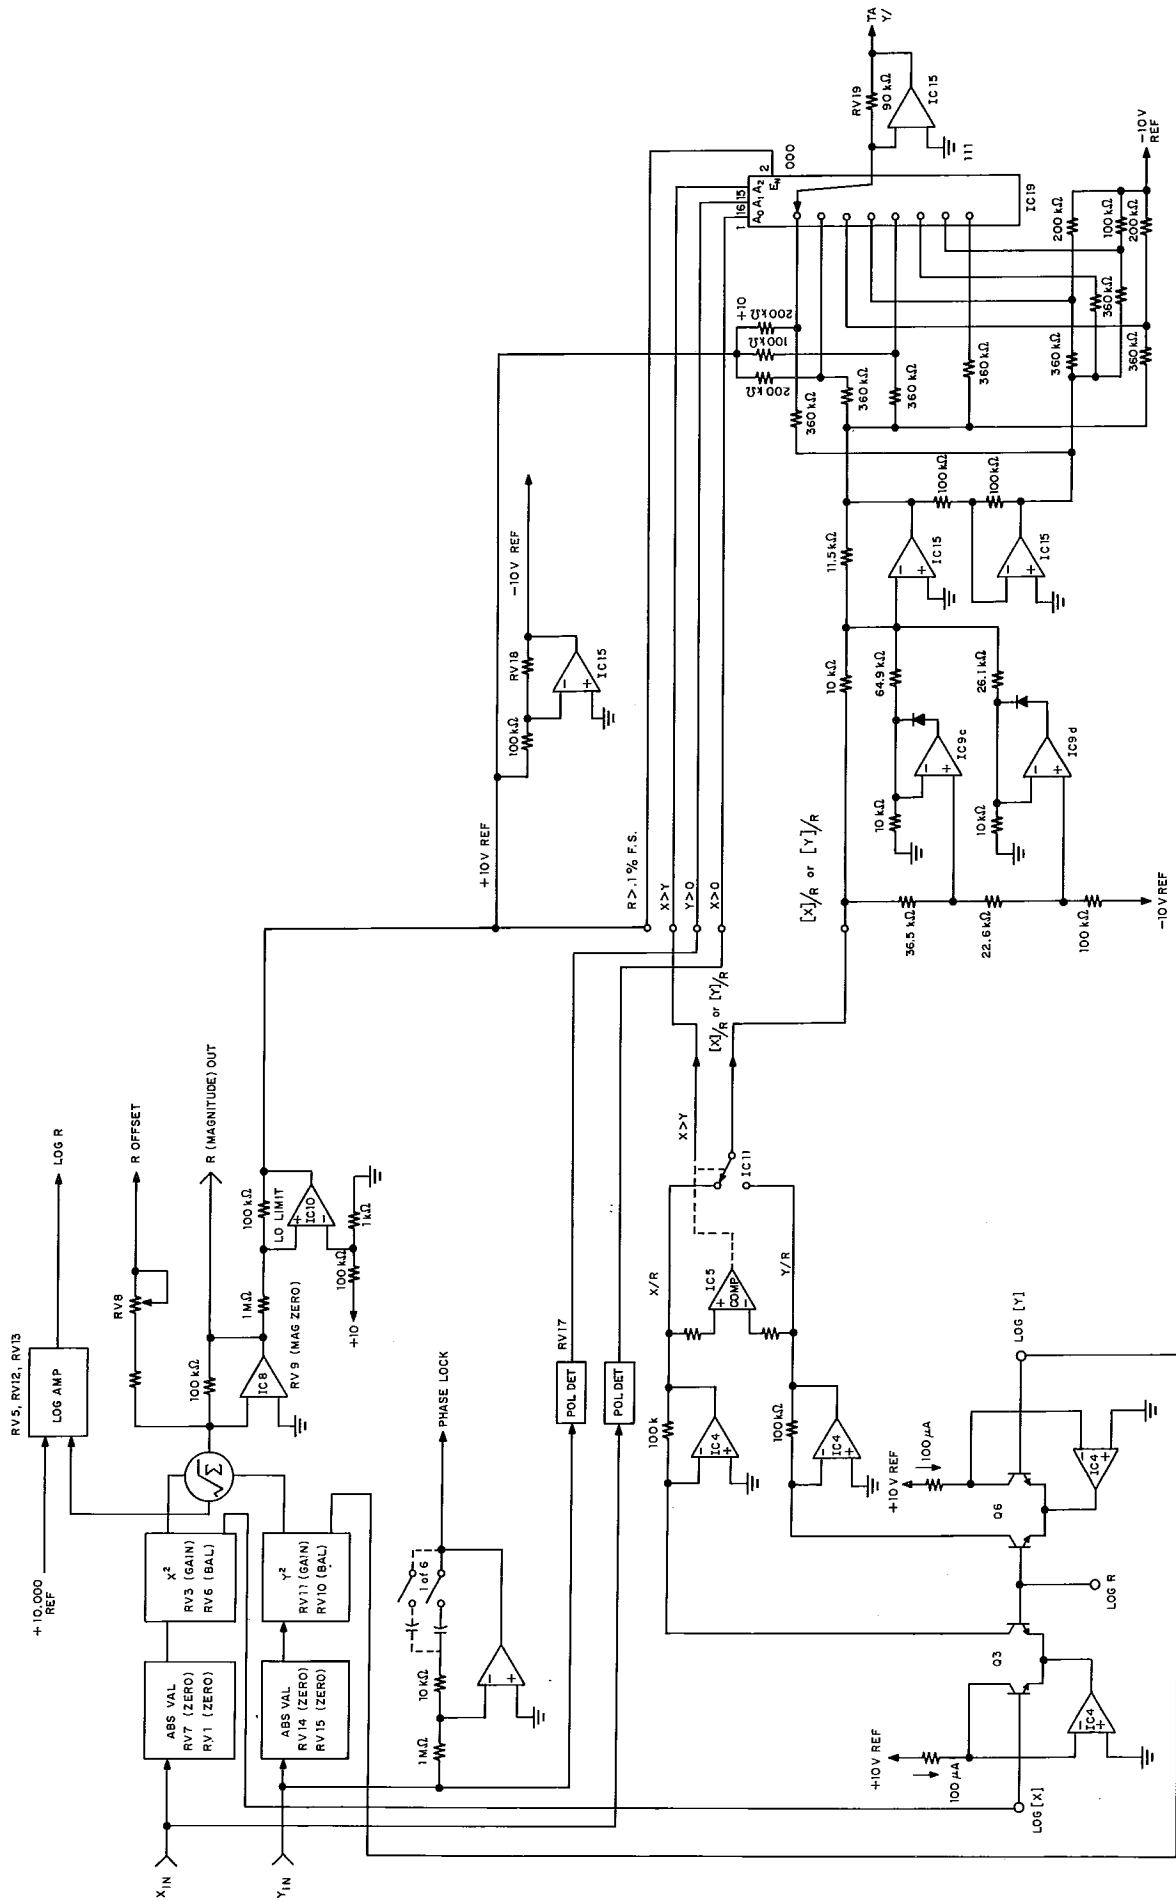 RV5, RV12, RV13
+10.000
REF
LOG AMP
LOG R
RV8
R OFFSET
R (MAGNITUDE) OUT
X IN
ABS VAL
RV7 (ZERO)
RV1 (ZERO)
X²
RV3 (GAIN)
RV6 (BAL)
√Σ
100 kΩ
IC8
RV9 (MAG ZERO)
1 MΩ
100 kΩ
LO LIMIT
+
−
IC10
100 kΩ
1 kΩ
+10
Y IN
ABS VAL
RV14 (ZERO)
RV15 (ZERO)
Y²
RV11 (GAIN)
RV10 (BAL)
1 MΩ
10 kΩ
1 of 6
−
+
PHASE LOCK
RV17
POL DET
POL DET
+10V REF
100 kΩ
RV18
−
+
IC15
−10V REF
R>.1% F.S.
X>Y
Y>0
X>0
X>Y
[X]/R or [Y]/R
[X]/R or [Y]/R
IC11
X/R
Y/R
IC5
+
COMP
−
100k
−
IC4
+
100kΩ
−
IC4
+
+10V REF
100 μA
−
IC4
+
Q3
LOG [X]
LOG R
Q6
+10V REF
100 μA
−
IC4
+
LOG [Y]
36.5 kΩ
22.6 kΩ
100 kΩ
−10V REF
10 kΩ
11.5 kΩ
10 kΩ
64.9 kΩ
−
+
IC9c
10 kΩ
26.1 kΩ
−
+
IC9d
−
+
IC15
100 kΩ
100 kΩ
−
+
IC15
200 kΩ
100 kΩ
200 kΩ
+10
360 kΩ
360 kΩ
360 kΩ
360 kΩ
360 kΩ
360 kΩ
360 kΩ
200 kΩ
100 kΩ
200 kΩ
−10V
REF
1 16 15 2
A0 A1 A2
EN
000
111
IC19
RV19
90 kΩ
IC15
TA
Y/